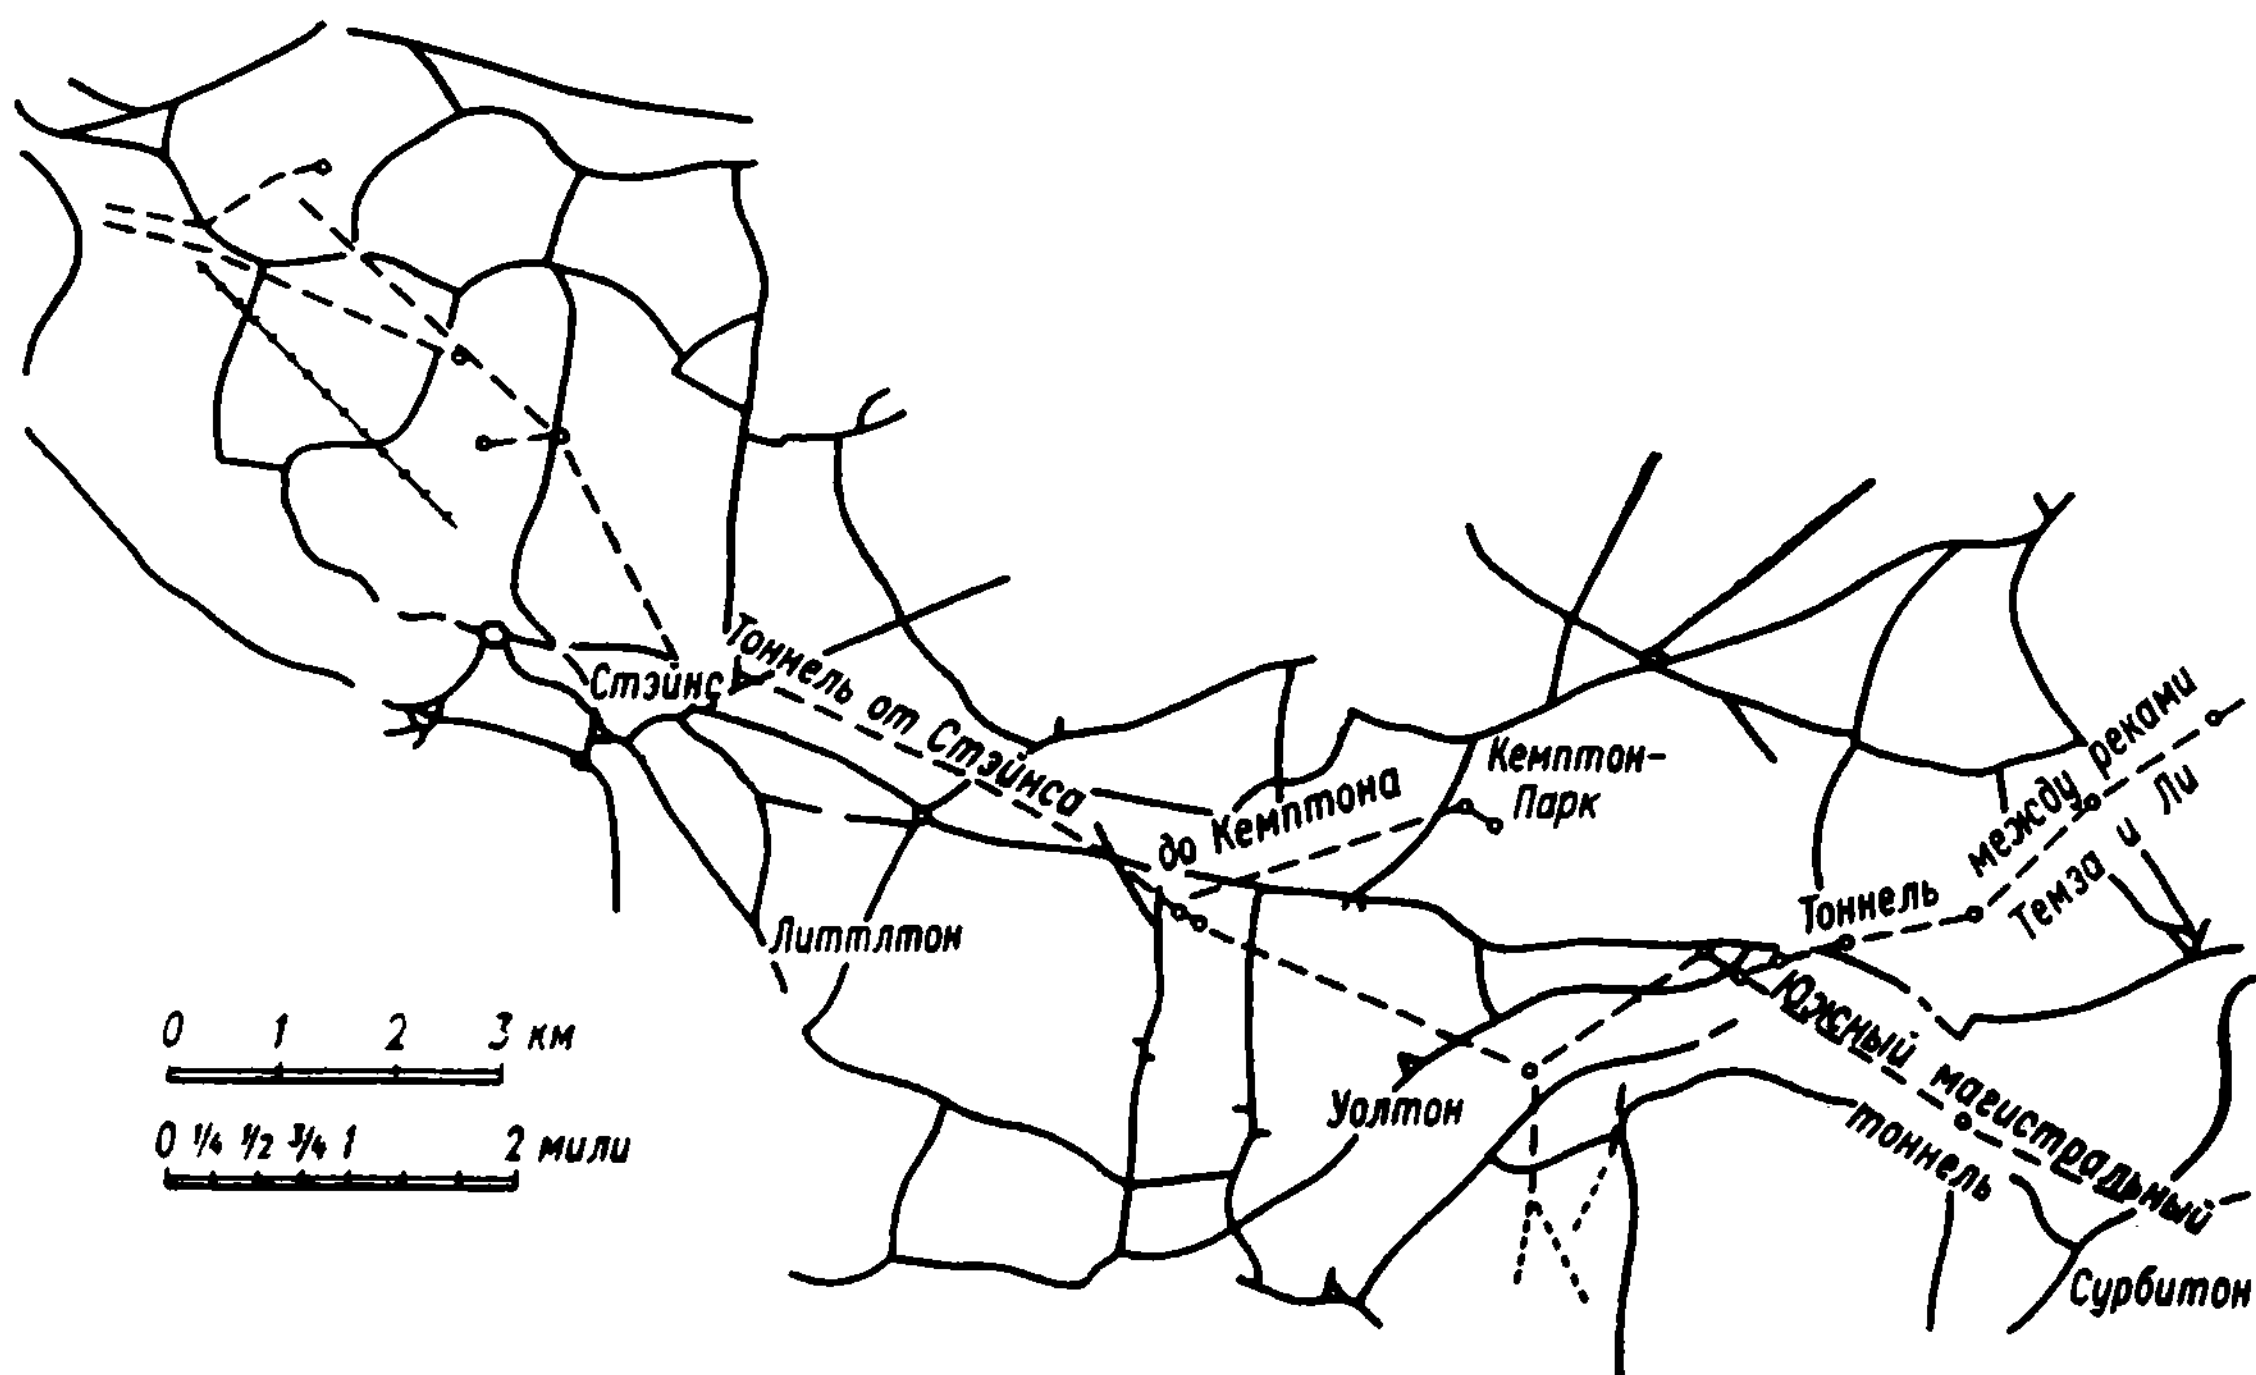 Стэйнс
Тоннель от Стэйнса
до Кемптона
Кемптон-
Парк
Тоннель между реками
Темза и Ли
Литтлтон
Уолтон
Южный магистральный
тоннель
Сурбитон
0 1 2 3 км
0 1/4 1/2 3/4 1 2 мили